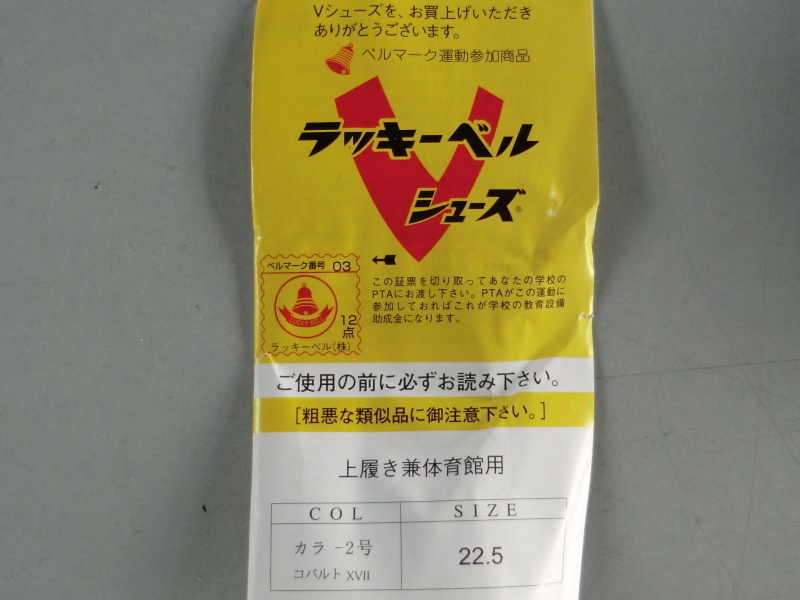 Vシューズを、お買上げいただき
ありがとうございます。
ベルマーク運動参加商品
ラッキーベル
シューズ®
ベルマーク番号 03
LUCKY BELL
12
点
ラッキーベル(株)
この証票を切り取ってあなたの学校の
PTAにお渡し下さい。PTAがこの運動に
参加しておればこれが学校の教育設備
助成金になります。
ご使用の前に必ずお読み下さい。
[粗悪な類似品に御注意下さい。]
上履き兼体育館用
COL SIZE
カラ −2号 22.5
コバルト XVII